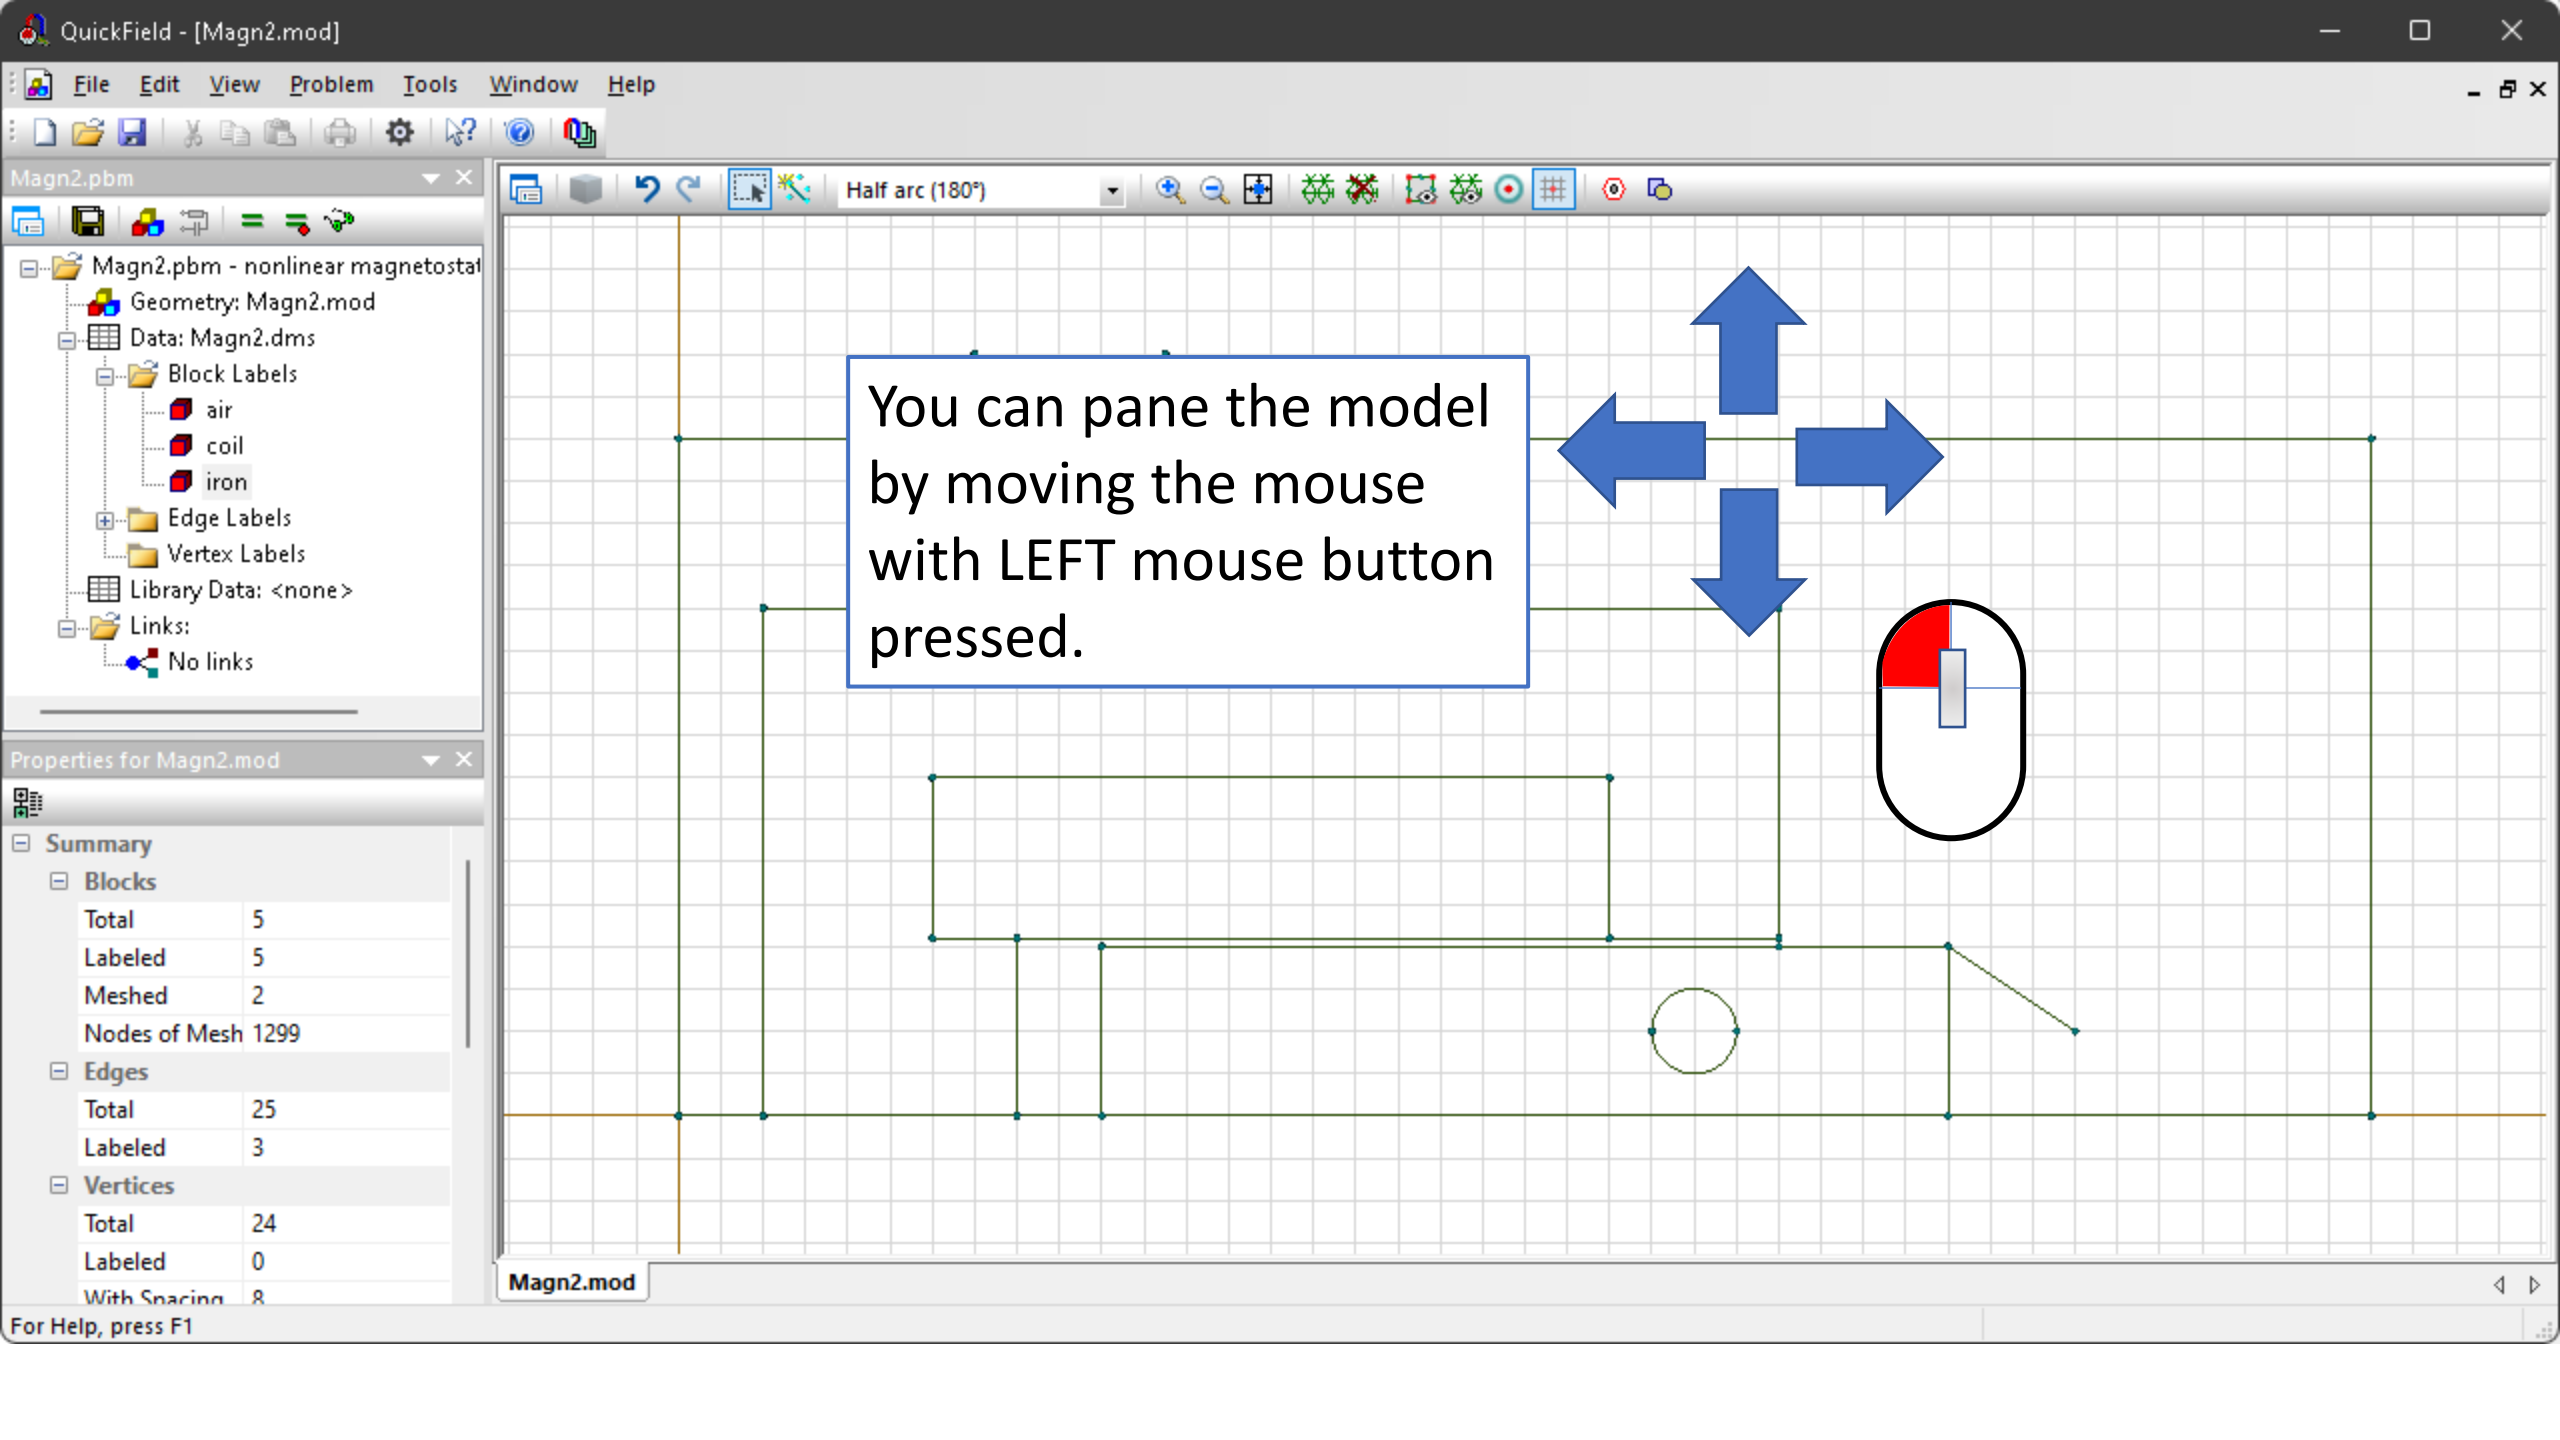 QuickField - [Magn2.mod]
File Edit View Problem Tools Window Help
Magn2.pbm
Half arc (180°)
Magn2.pbm - nonlinear magnetostat
Geometry: Magn2.mod
Data: Magn2.dms
Block Labels
air
coil
iron
Edge Labels
Vertex Labels
Library Data: <none>
Links:
No links
You can pane the model
by moving the mouse
with LEFT mouse button
pressed.
Properties for Magn2.mod
Summary
Blocks
Total 5
Labeled 5
Meshed 2
Nodes of Mesh 1299
Edges
Total 25
Labeled 3
Vertices
Total 24
Labeled 0
With Spacing 8
Magn2.mod
For Help, press F1